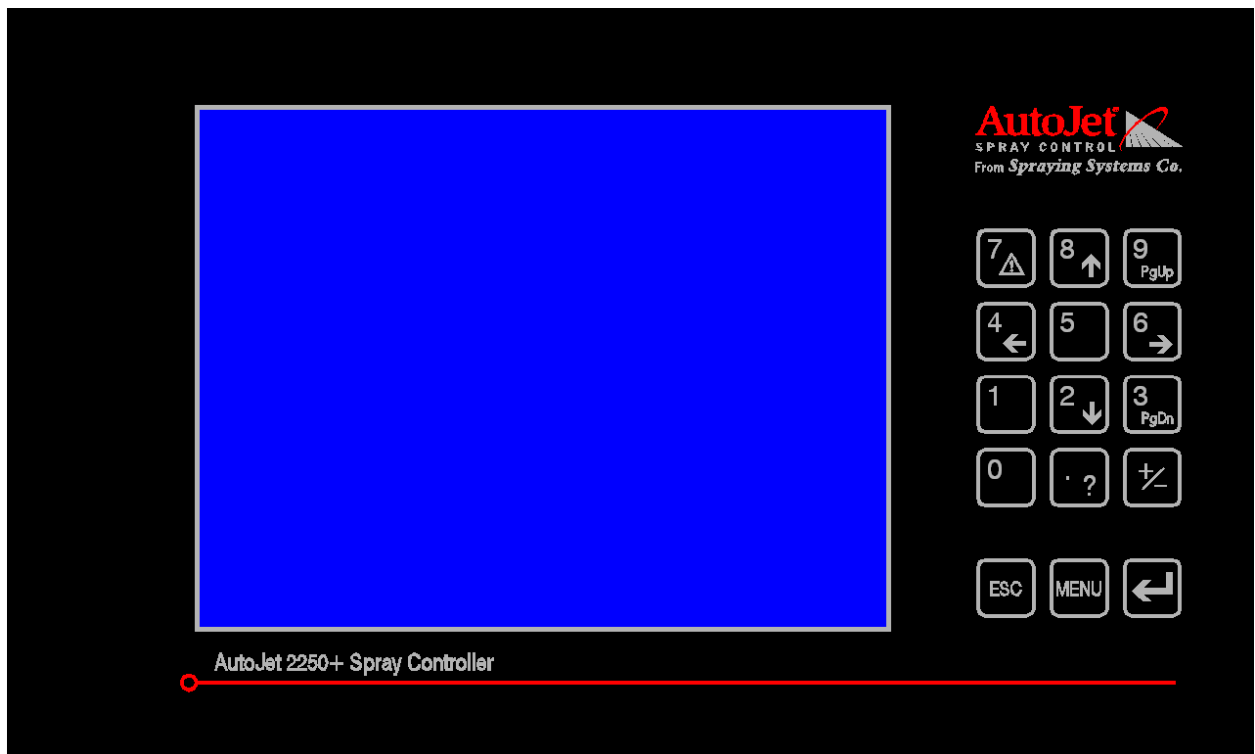 AutoJet™
SPRAY CONTROL
From Spraying Systems Co.
7 8 9 PgUp
4 5 6
1 2 3 PgDn
0 . ? +/-
ESC MENU
AutoJet 2250+ Spray Controller